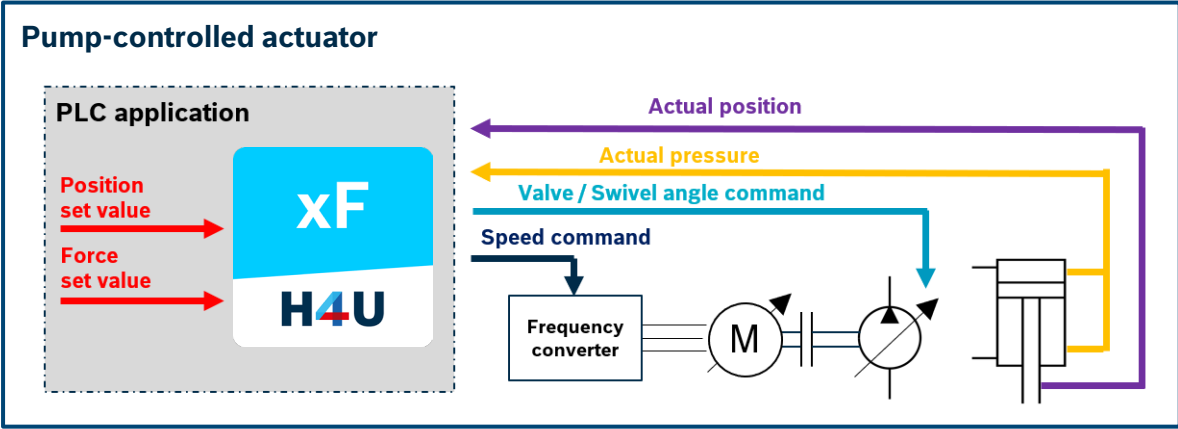 Pump-controlled actuator
PLC application
Position
set value
Force
set value
xF
H4U
Actual position
Actual pressure
Valve / Swivel angle command
Speed command
Frequency
converter
M